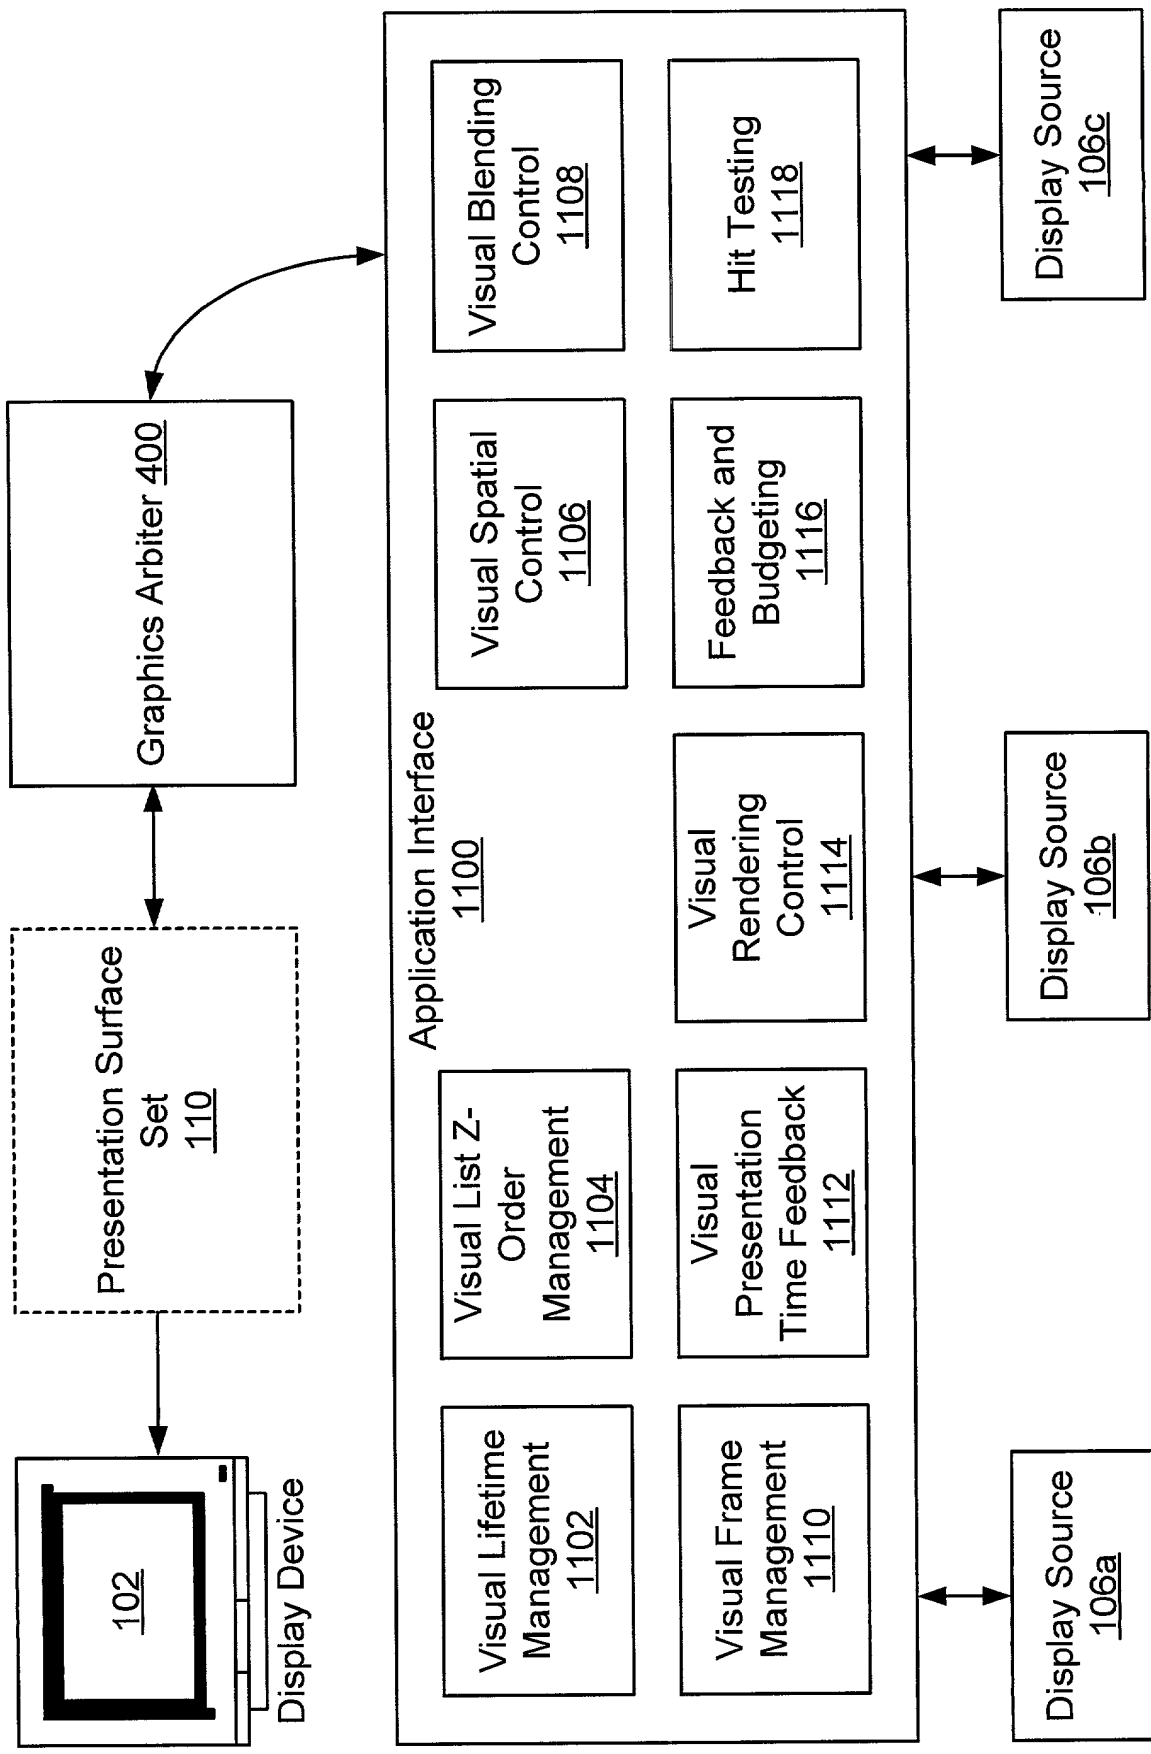 102
Display Device
Presentation Surface
Set
110
Graphics Arbiter 400
Application Interface
1100
Visual Lifetime
Management
1102
Visual List Z-
Order
Management
1104
Visual Spatial
Control
1106
Visual Blending
Control
1108
Visual Frame
Management
1110
Visual
Presentation
Time Feedback
1112
Visual
Rendering
Control
1114
Feedback and
Budgeting
1116
Hit Testing
1118
Display Source
106a
Display Source
106b
Display Source
106c